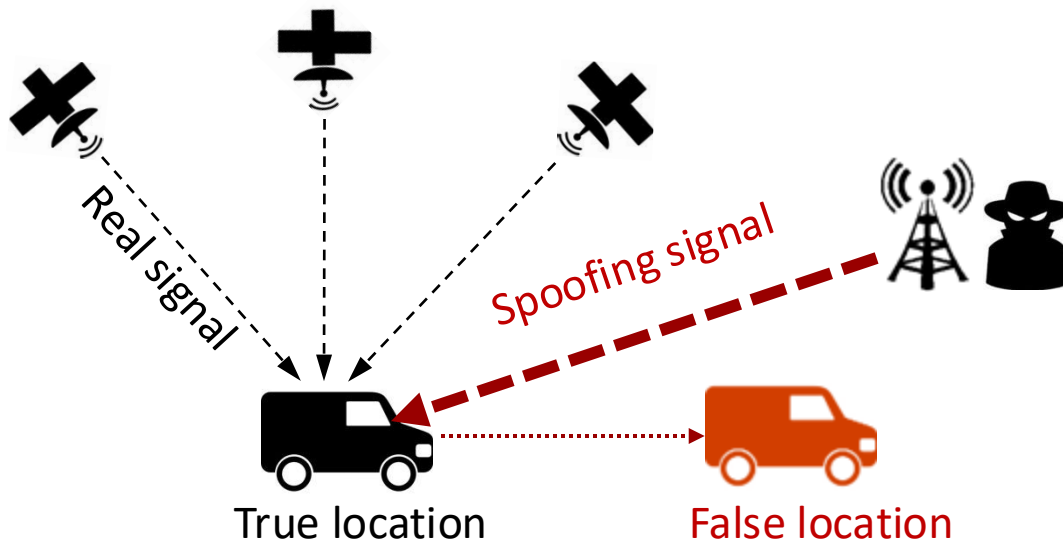 Real signal
Spoofing signal
True location
False location